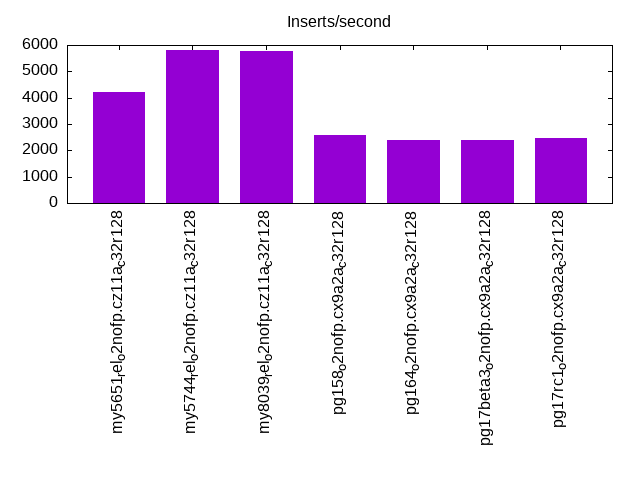 Inserts/second
6000
5000
4000
3000
2000
1000
0
my5651rel_o2nofp.cz11a_c32r128
my5744rel_o2nofp.cz11a_c32r128
my8039rel_o2nofp.cz11a_c32r128
pg158_o2nofp.cx9a2a_c32r128
pg164_o2nofp.cx9a2a_c32r128
pg17beta3_o2nofp.cx9a2a_c32r128
pg17rc1_o2nofp.cx9a2a_c32r128